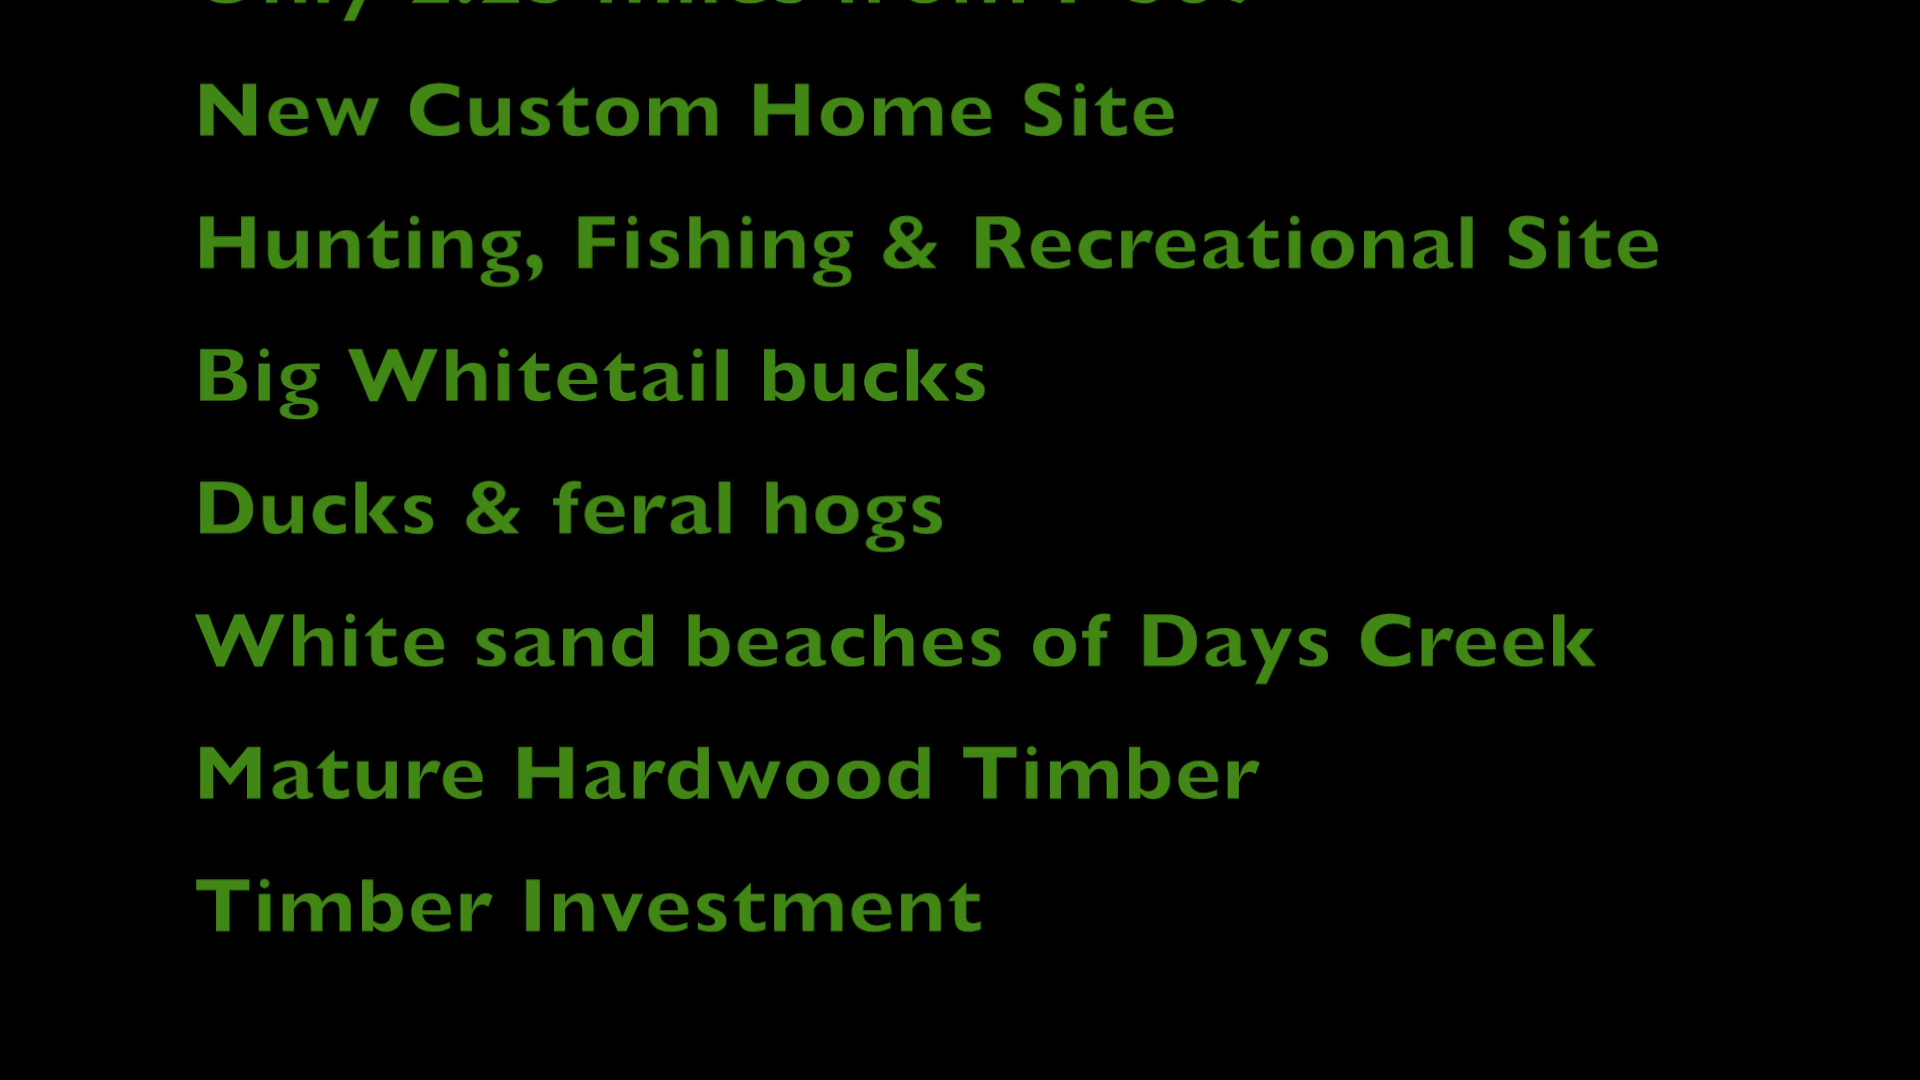 New Custom Home Site
Hunting, Fishing & Recreational Site
Big Whitetail bucks
Ducks & feral hogs
White sand beaches of Days Creek
Mature Hardwood Timber
Timber Investment